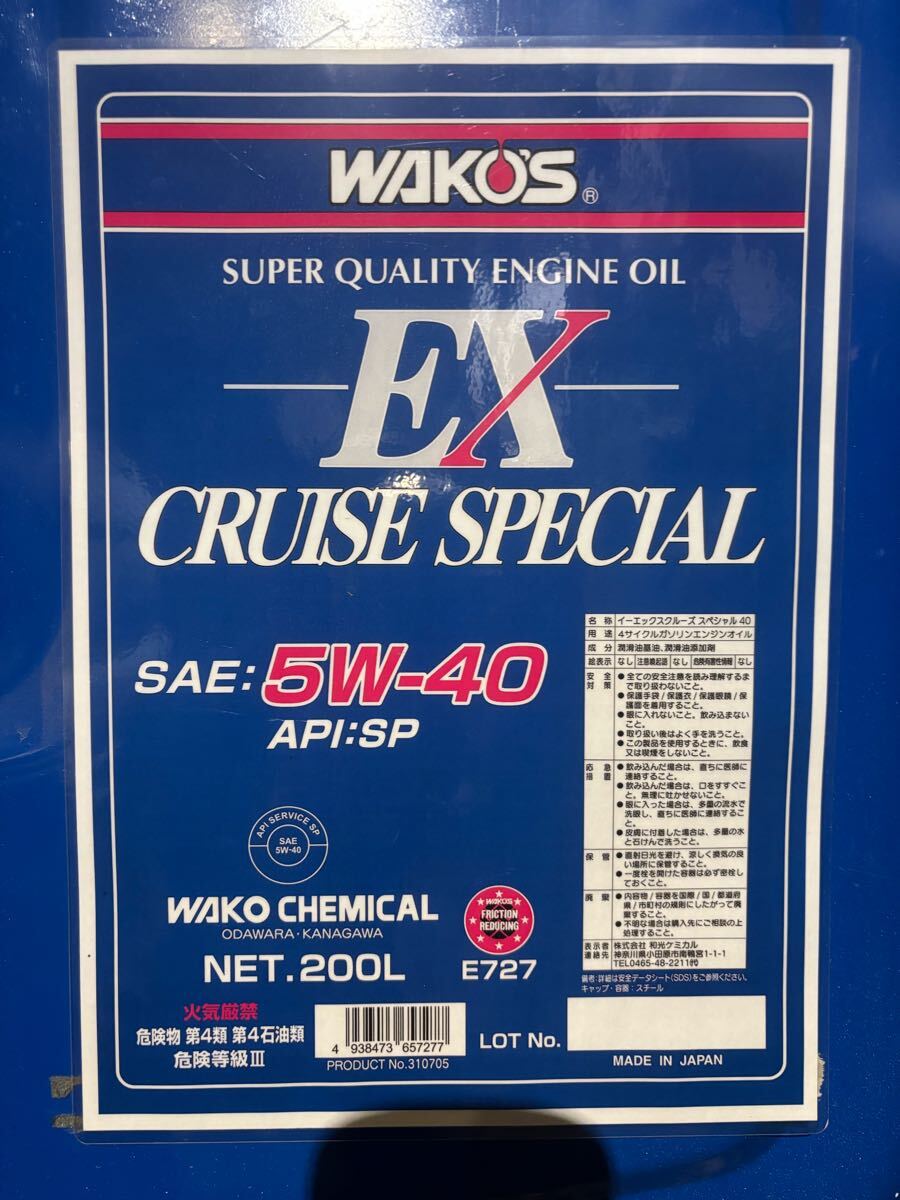 WAKO'S®
SUPER QUALITY ENGINE OIL
EX
CRUISE SPECIAL
SAE: 5W-40
API:SP
API SERVICE SP
SAE
5W-40
WAKO CHEMICAL
ODAWARA・KANAGAWA
NET.200L
WAKO'S
FRICTION
REDUCING
E727
火気厳禁
危険物 第4類 第4石油類
危険等級Ⅲ
4 938473 657277
PRODUCT No.310705
LOT No.
MADE IN JAPAN
名称 イーエックスクルーズ スペシャル 40
用途 4サイクルガソリンエンジンオイル
成分 潤滑油基油、潤滑油添加剤
絵表示 なし 注意喚起語 なし 危険有害性情報 なし
安全対策
●全ての安全注意を読み理解するま
で取り扱わないこと。
●保護手袋/保護衣/保護眼鏡/保
護面を着用すること。
●眼に入れないこと。飲み込まない
こと。
●取り扱い後はよく手を洗うこと。
●この製品を使用するときに、飲食
又は喫煙をしないこと。
応急措置
●飲み込んだ場合は、直ちに医師に
連絡すること。
●飲み込んだ場合は、口をすすぐこ
と。無理に吐かせないこと。
●眼に入った場合は、多量の流水で
洗眼し、直ちに医師に連絡するこ
と。
●皮膚に付着した場合は、多量の水
と石けんで洗うこと。
保管
●直射日光を避け、涼しく換気の良
い場所に保管すること。
●一度栓を開けた容器は必ず密栓し
ておくこと。
廃棄
●内容物/容器を国際/国/都道府
県/市町村の規則にしたがって廃
棄すること。
●不明な場合は購入先にご相談の上
処理すること。
表示者 株式会社 和光ケミカル
連絡先 神奈川県小田原市南鴨宮1-1-1
TEL0465-48-2211㈹
備考:詳細は安全データシート(SDS)をご参照ください。
キャップ・容器:スチール